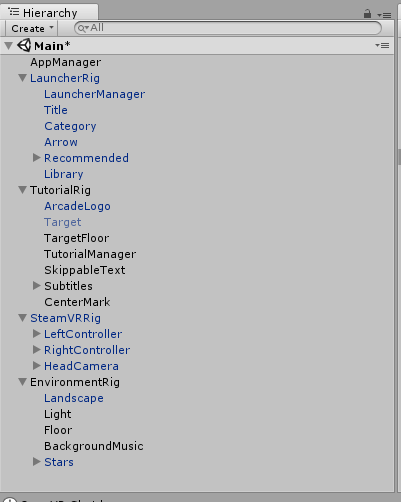 Hierarchy
Create All
Main*
AppManager
LauncherRig
LauncherManager
Title
Category
Arrow
Recommended
Library
TutorialRig
ArcadeLogo
Target
TargetFloor
TutorialManager
SkippableText
Subtitles
CenterMark
SteamVRRig
LeftController
RightController
HeadCamera
EnvironmentRig
Landscape
Light
Floor
BackgroundMusic
Stars